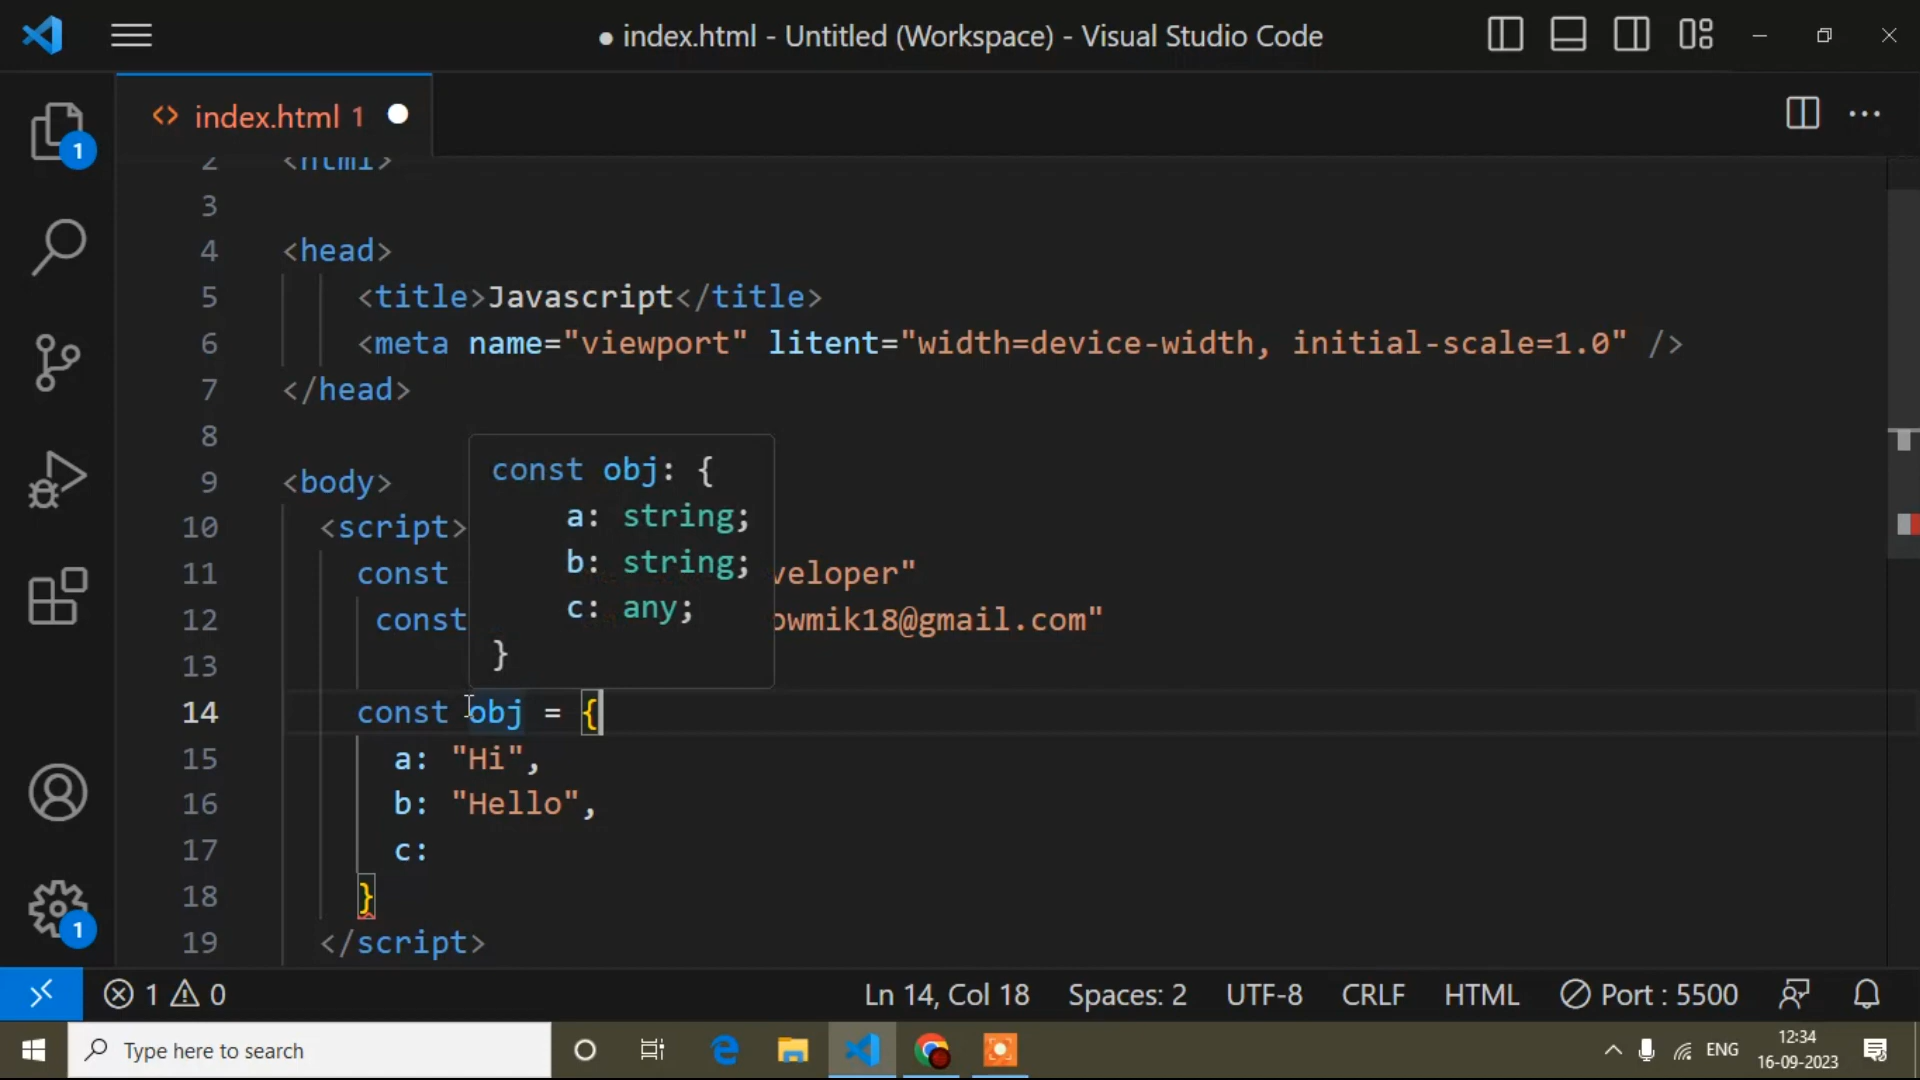 ● index.html - Untitled (Workspace) - Visual Studio Code
index.html 1
1
2 <html>
3
4 <head>
5 <title>Javascript</title>
6 <meta name="viewport" litent="width=device-width, initial-scale=1.0" />
7 </head>
8
9 <body>
10 <script>
11 const veloper"
12 const owmik18@gmail.com"
13
const obj: {
a: string;
b: string;
c: any;
}
14 const obj = {
15 a: "Hi",
16 b: "Hello",
17 c:
18 }
19 </script>
1
1 0
Ln 14, Col 18 Spaces: 2 UTF-8 CRLF HTML Port : 5500
Type here to search
ENG
12:34
16-09-2023